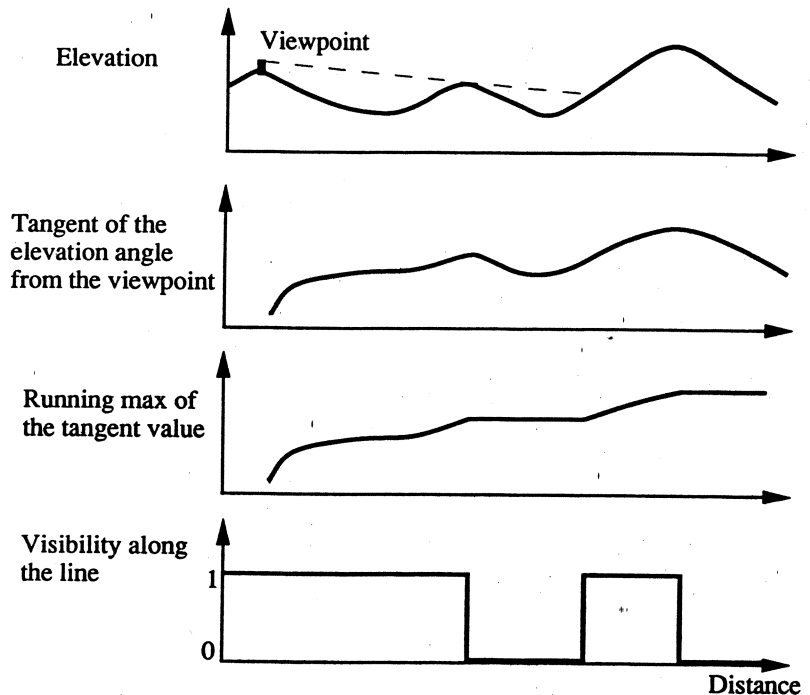 Elevation
Viewpoint
Tangent of the
elevation angle
from the viewpoint
Running max of
the tangent value
Visibility along
the line
1
0
Distance